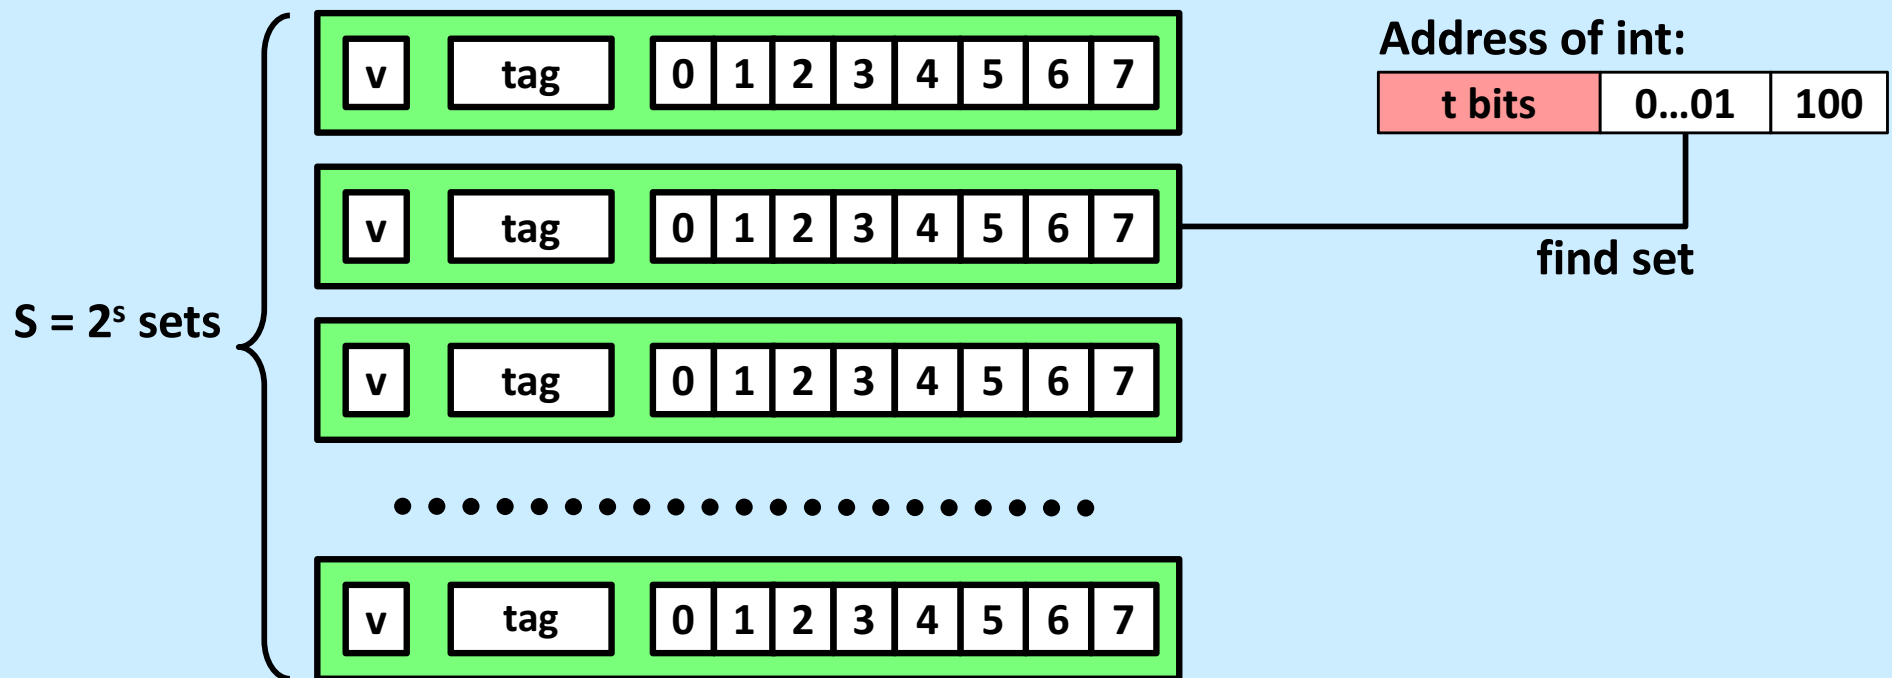 v tag 0 1 2 3 4 5 6 7
Address of int:
t bits 0...01 100
v tag 0 1 2 3 4 5 6 7
find set
S = 2ˢ sets
v tag 0 1 2 3 4 5 6 7
v tag 0 1 2 3 4 5 6 7